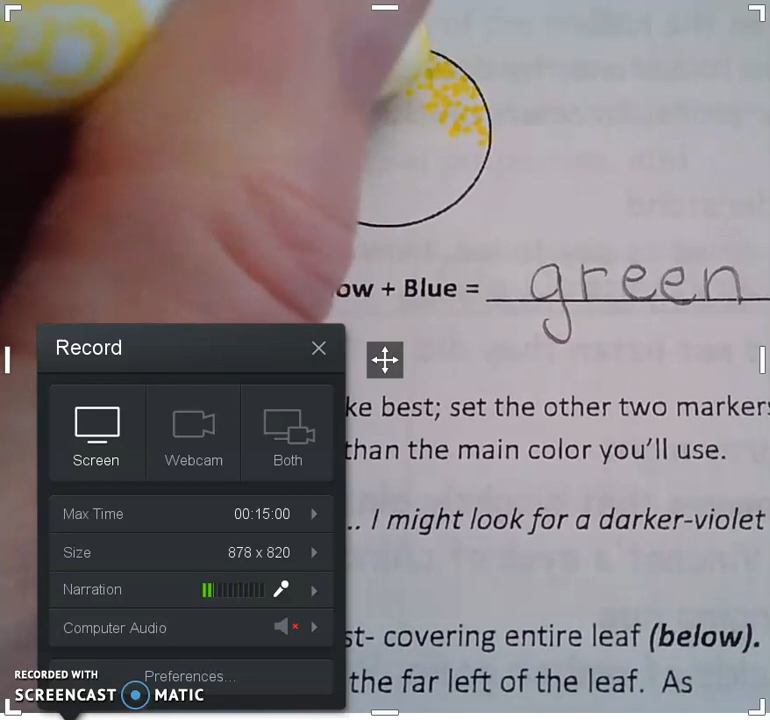 ow + Blue = green
Record
Screen
Webcam
Both
ke best; set the other two markers
than the main color you'll use.
Max Time 00:15:00
.. I might look for a darker-violet
Size 878 x 820
Narration
Computer Audio
st- covering entire leaf (below).
Preferences...
the far left of the leaf. As
RECORDED WITH
SCREENCAST MATIC